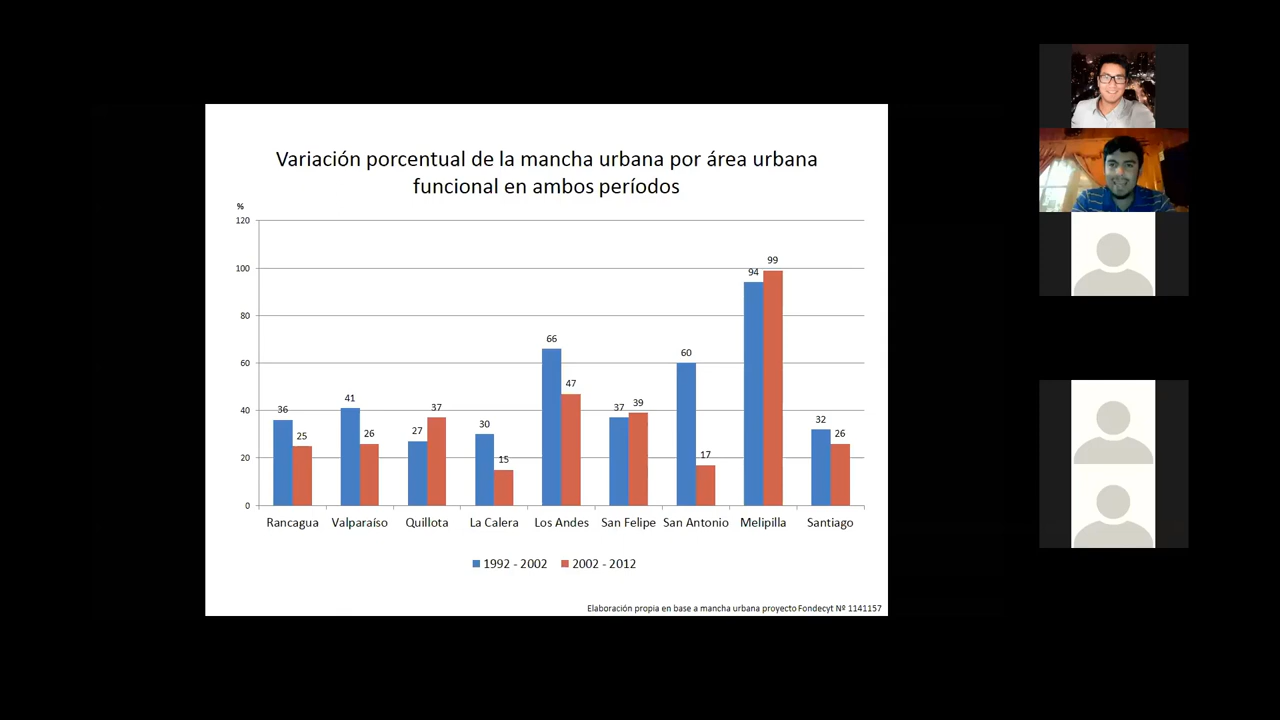 Variación porcentual de la mancha urbana por área urbana
funcional en ambos períodos
%
120
100
80
60
40
20
0
36
25
41
26
27
37
30
15
66
47
37
39
60
17
94
99
32
26
Rancagua
Valparaíso
Quillota
La Calera
Los Andes
San Felipe
San Antonio
Melipilla
Santiago
1992 - 2002
2002 - 2012
Elaboración propia en base a mancha urbana proyecto Fondecyt Nº 1141157